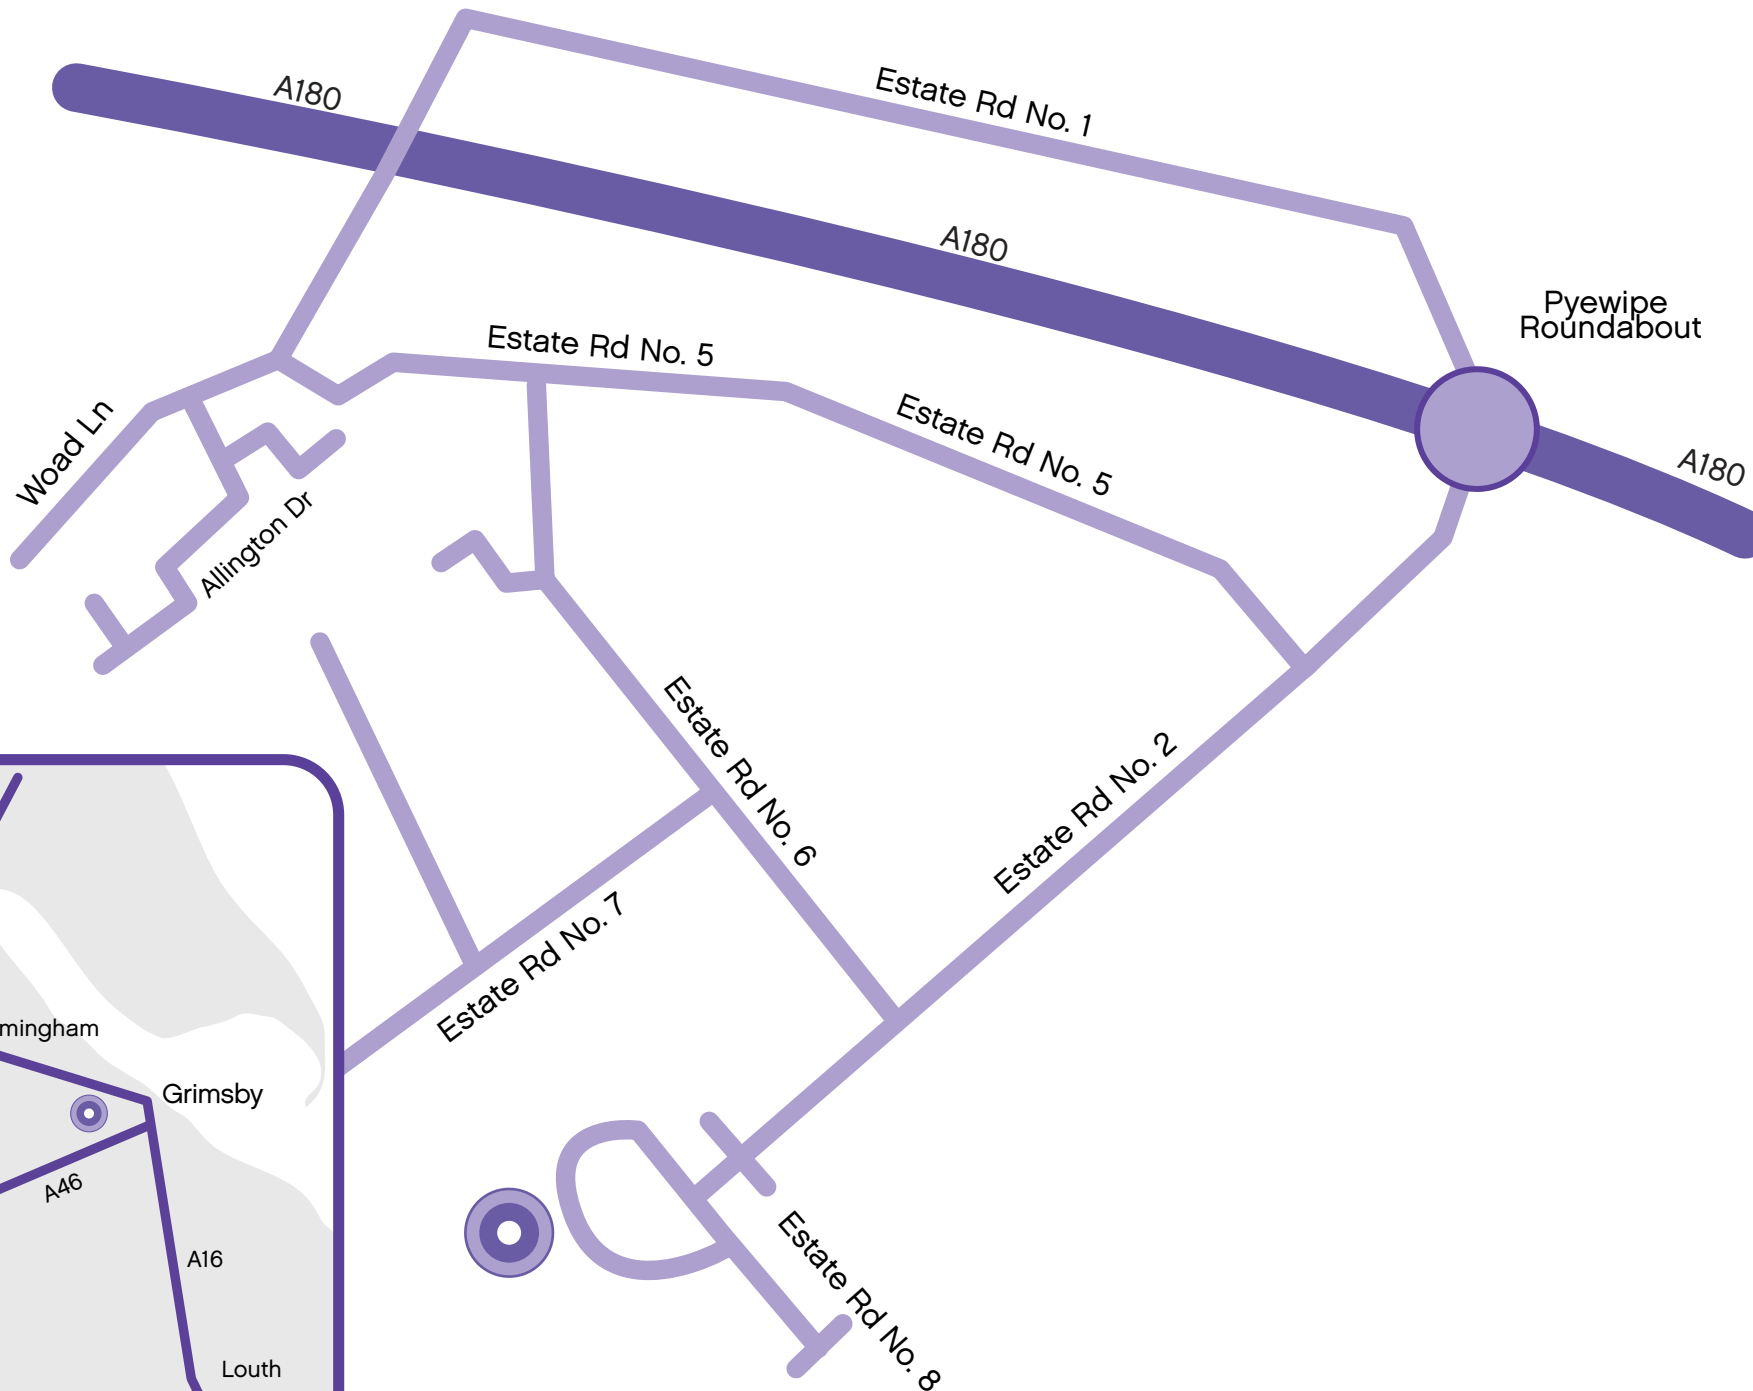 A180
Estate Rd No. 1
A180
Pyewipe
Roundabout
Estate Rd No. 5
Estate Rd No. 5
A180
Woad Ln
Allington Dr
Estate Rd No. 6
Estate Rd No. 2
Estate Rd No. 7
mingham
Grimsby
A46
A16
Estate Rd No. 8
Louth